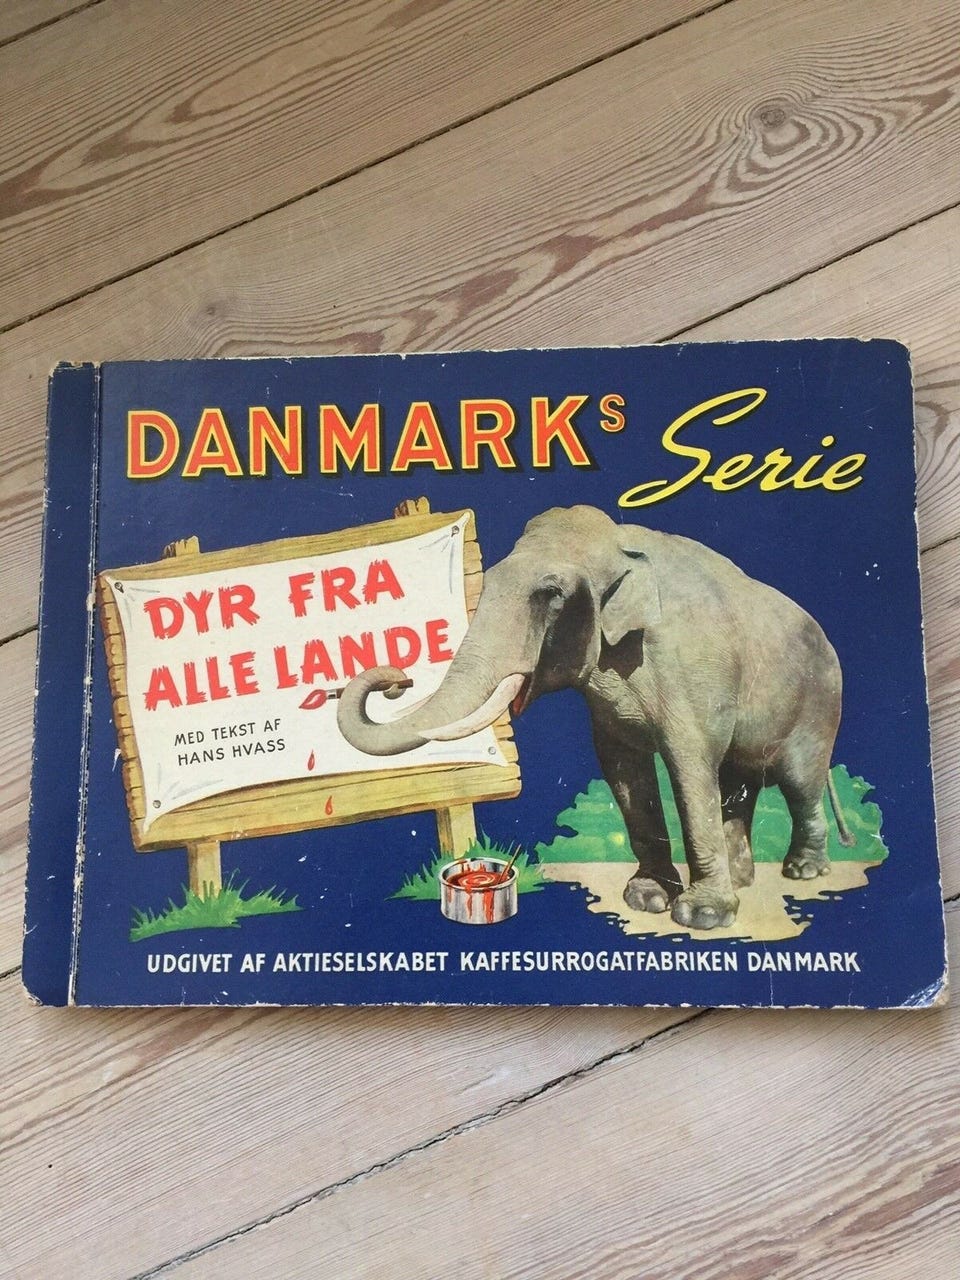 DANMARKs Serie
DYR FRA
ALLE LANDE
MED TEKST AF
HANS HVASS
UDGIVET AF AKTIESELSKABET KAFFESURROGATFABRIKEN DANMARK